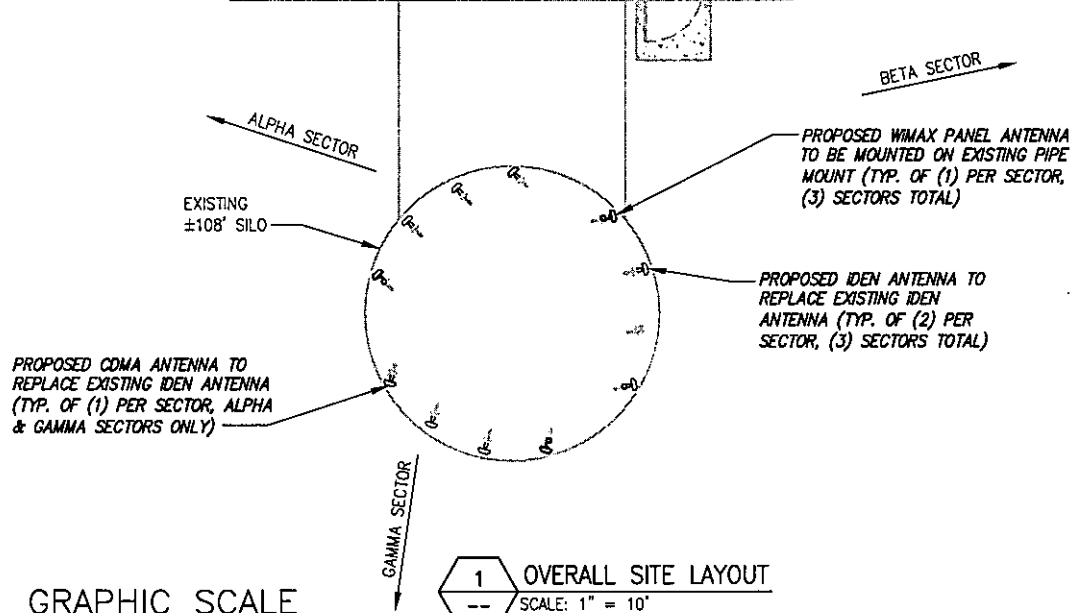 BETA SECTOR
ALPHA SECTOR
PROPOSED WIMAX PANEL ANTENNA
TO BE MOUNTED ON EXISTING PIPE
MOUNT (TYP. OF (1) PER SECTOR,
(3) SECTORS TOTAL)
EXISTING
±108' SILO
PROPOSED IDEN ANTENNA TO
REPLACE EXISTING IDEN
ANTENNA (TYP. OF (2) PER
SECTOR, (3) SECTORS TOTAL)
PROPOSED CDMA ANTENNA TO
REPLACE EXISTING IDEN ANTENNA
(TYP. OF (1) PER SECTOR, ALPHA
& GAMMA SECTORS ONLY)
GAMMA SECTOR
1
--
OVERALL SITE LAYOUT
SCALE: 1" = 10'
GRAPHIC SCALE